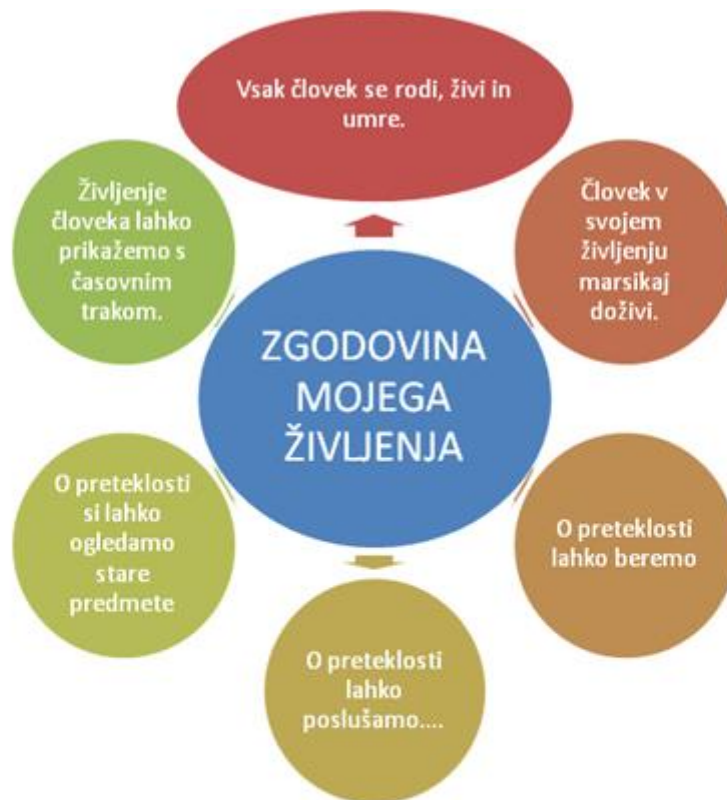 Vsak človek se rodi, živi in
umre.
Človek v
svojem
življenju
marsikaj
doživi.
O preteklosti
lahko beremo
O preteklosti
lahko
poslušamo....
O preteklosti
si lahko
ogledamo
stare
predmete
Življenje
človeka lahko
prikažemo s
časovnim
trakom.
ZGODOVINA
MOJEGA
ŽIVLJENJA